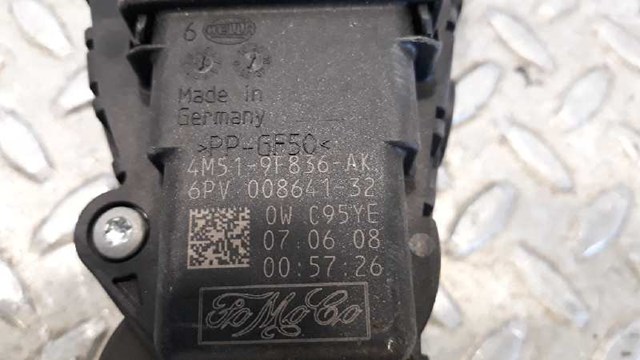 6 HELLA
Made in
Germany
>PP-GF50<
4M51-9F836-AK
6PV 008641-32
0W C95YE
07.06.08
00:57:26
FoMoCo